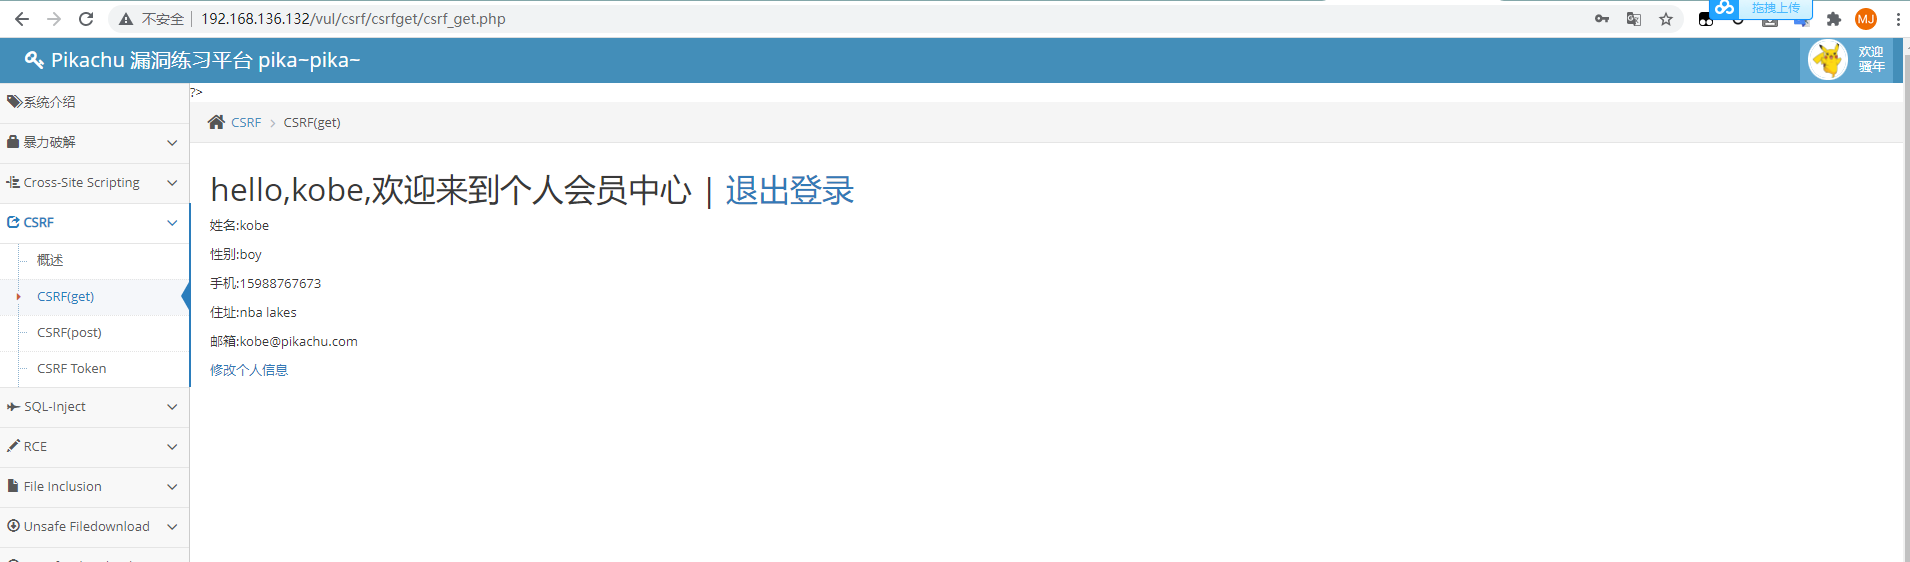 不安全 | 192.168.136.132/vul/csrf/csrfget/csrf_get.php
拖拽上传
MJ
Pikachu 漏洞练习平台 pika~pika~
欢迎
骚年
系统介绍
暴力破解
Cross-Site Scripting
CSRF
概述
CSRF(get)
CSRF(post)
CSRF Token
SQL-Inject
RCE
File Inclusion
Unsafe Filedownload
?>
CSRF > CSRF(get)
hello,kobe,欢迎来到个人会员中心 | 退出登录
姓名:kobe
性别:boy
手机:15988767673
住址:nba lakes
邮箱:kobe@pikachu.com
修改个人信息